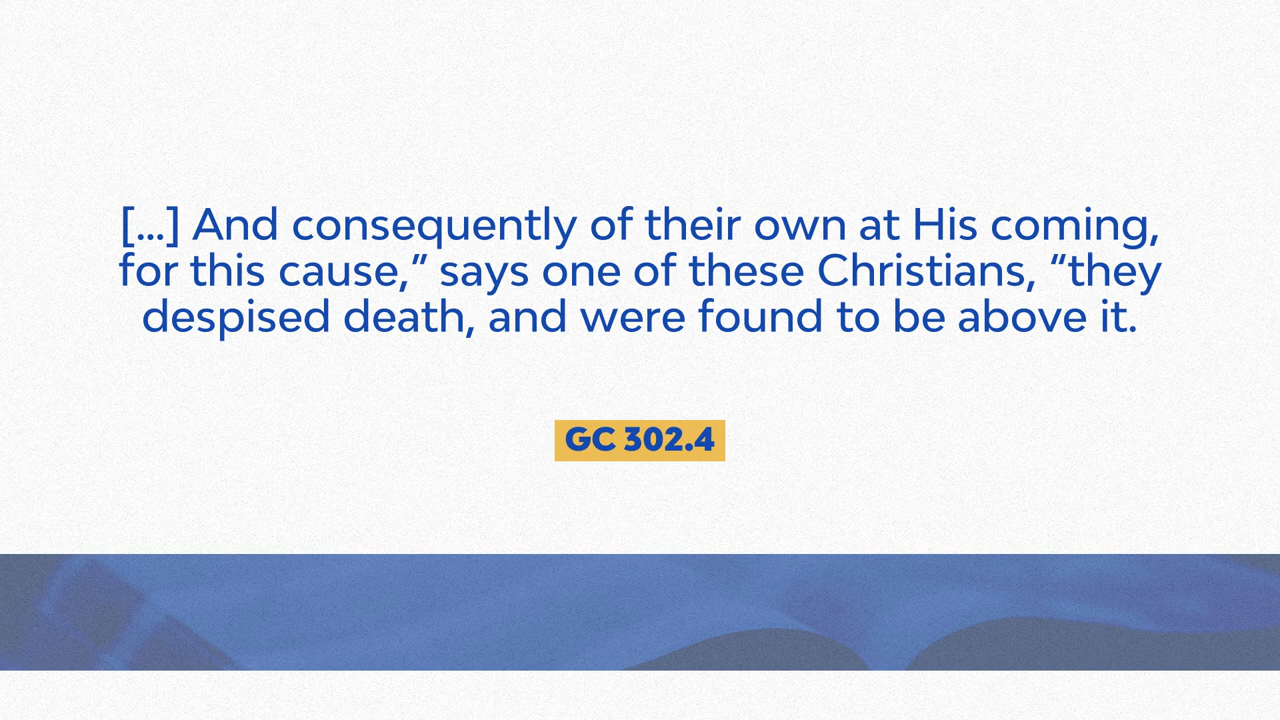 [...] And consequently of their own at His coming,
for this cause,” says one of these Christians, “they
despised death, and were found to be above it.
GC 302.4